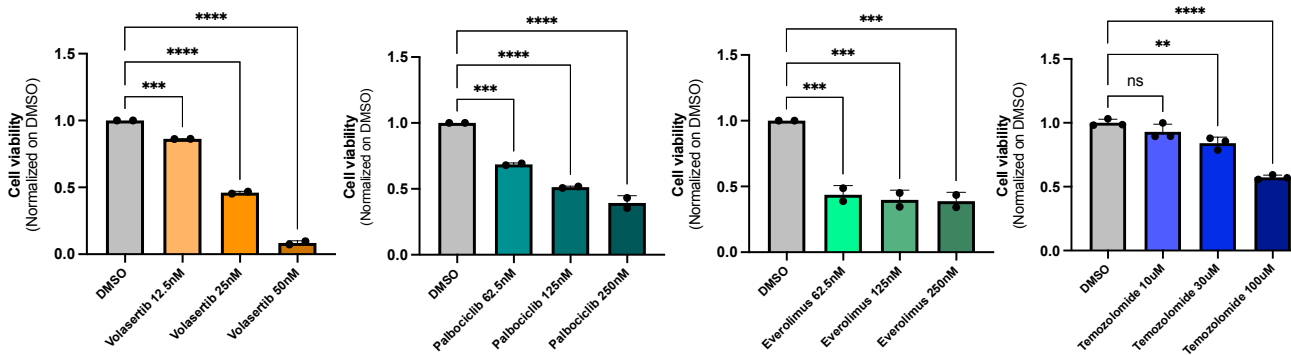 ****
****
***
1.5
1.0
0.5
0.0
Cell viability
(Normalized on DMSO)
DMSO
Volasertib 12.5nM
Volasertib 25nM
Volasertib 50nM
****
****
***
1.5
1.0
0.5
0.0
Cell viability
(Normalized on DMSO)
DMSO
Palbociclib 62.5nM
Palbociclib 125nM
Palbociclib 250nM
***
***
***
1.5
1.0
0.5
0.0
Cell viability
(Normalized on DMSO)
DMSO
Everolimus 62.5nM
Everolimus 125nM
Everolimus 250nM
****
**
ns
1.5
1.0
0.5
0.0
Cell viability
(Normalized on DMSO)
DMSO
Temozolomide 10uM
Temozolomide 30uM
Temozolomide 100uM